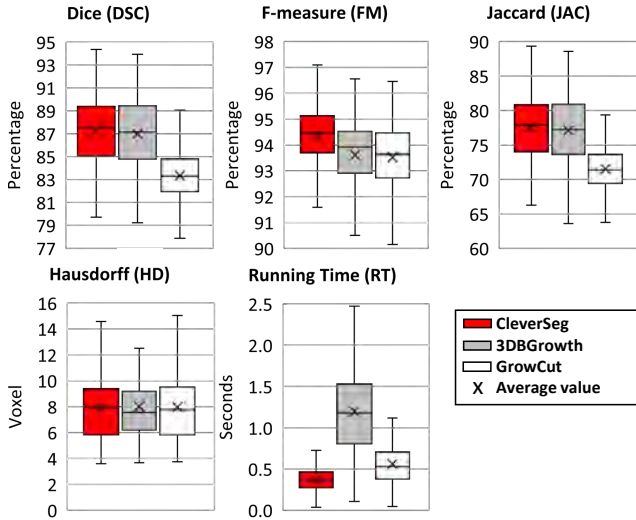 Dice (DSC)
Percentage
95
93
91
89
87
85
83
81
79
77
F-measure (FM)
Percentage
98
97
96
95
94
93
92
91
90
Jaccard (JAC)
Percentage
90
85
80
75
70
65
60
Hausdorff (HD)
Voxel
16
14
12
10
8
6
4
2
0
Running Time (RT)
Seconds
2.5
2.0
1.5
1.0
0.5
0.0
CleverSeg
3DBGrowth
GrowCut
Average value